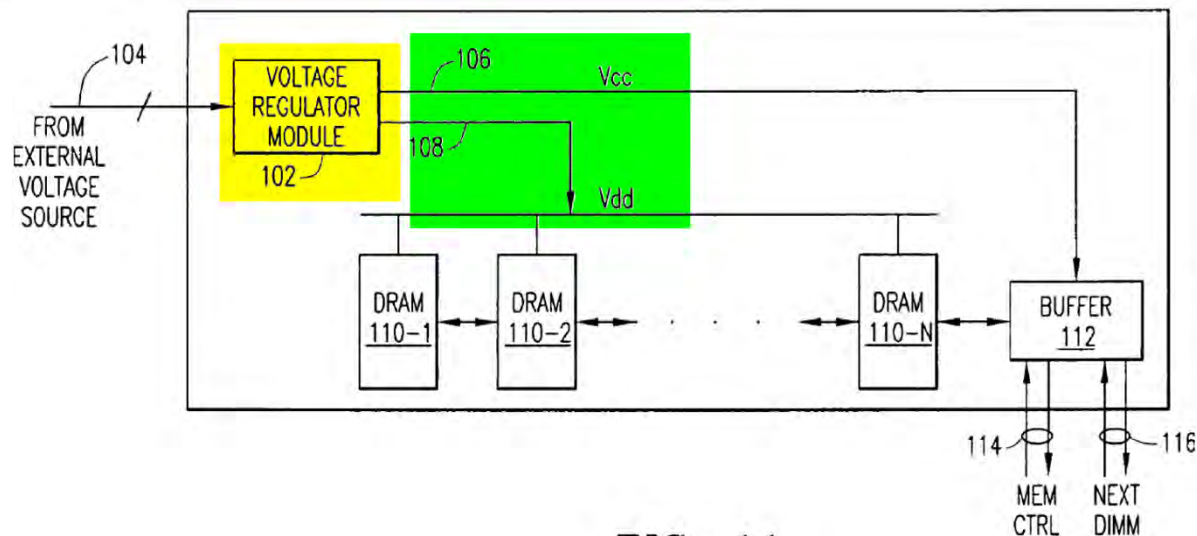 104
FROM
EXTERNAL
VOLTAGE
SOURCE
VOLTAGE
REGULATOR
MODULE
102
106
Vcc
108
Vdd
DRAM
110-1
DRAM
110-2
. . . .
DRAM
110-N
BUFFER
112
114
116
MEM
CTRL
NEXT
DIMM